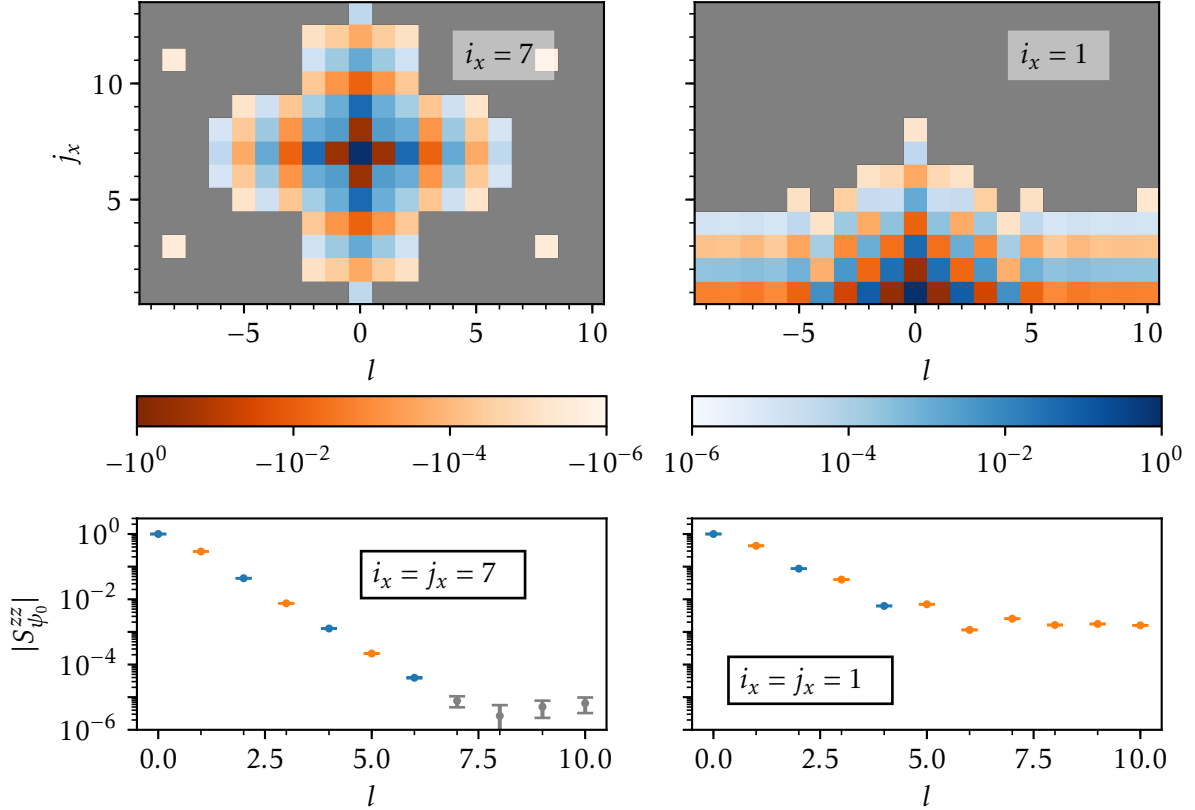 i_x = 7
i_x = 1
10
5
j_x
−5 0 5 10
−5 0 5 10
l
l
−10^0 −10^{−2} −10^{−4} −10^{−6}
10^{−6} 10^{−4} 10^{−2} 10^0
10^0
10^{−2}
10^{−4}
10^{−6}
|S^{zz}_{ψ_0}|
i_x = j_x = 7
i_x = j_x = 1
0.0 2.5 5.0 7.5 10.0
0.0 2.5 5.0 7.5 10.0
l
l